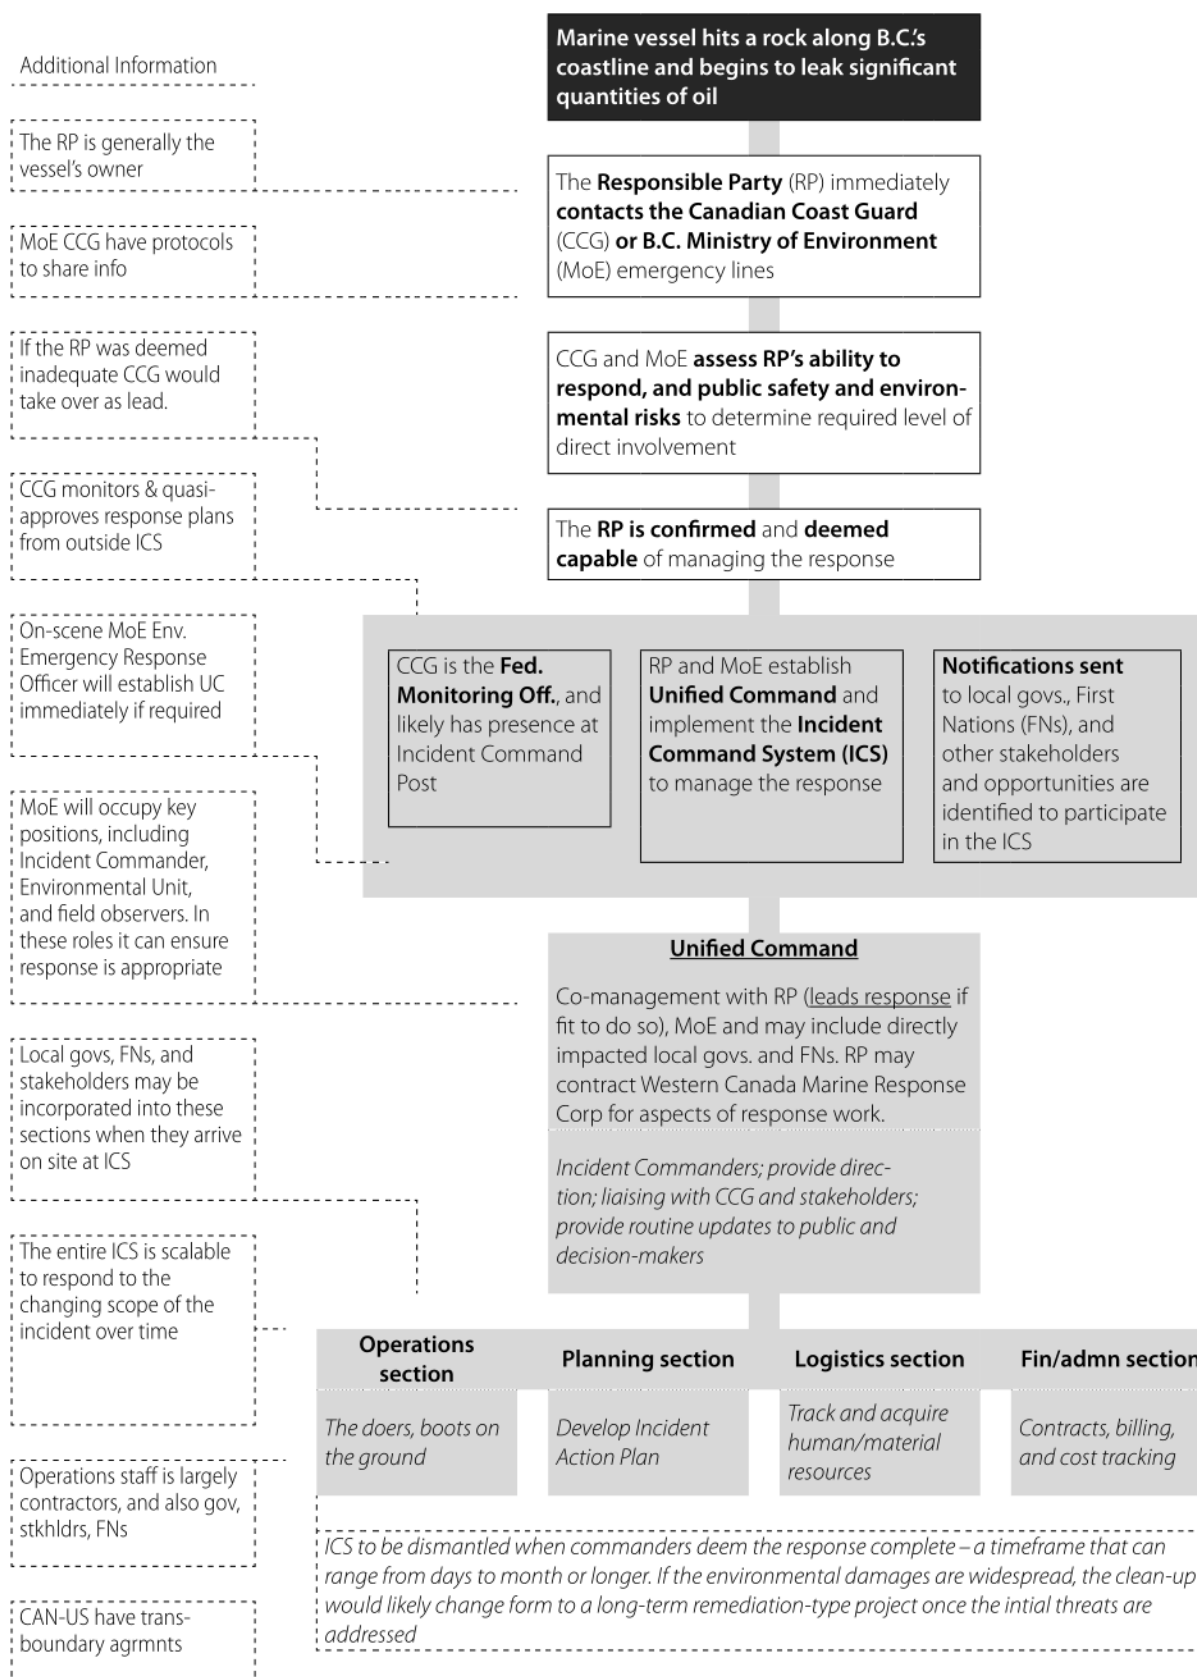 Additional Information
The RP is generally the
vessel's owner
MoE CCG have protocols
to share info
If the RP was deemed
inadequate CCG would
take over as lead.
CCG monitors & quasi-
approves response plans
from outside ICS
On-scene MoE Env.
Emergency Response
Officer will establish UC
immediately if required
MoE will occupy key
positions, including
Incident Commander,
Environmental Unit,
and field observers. In
these roles it can ensure
response is appropriate
Local govs, FNs, and
stakeholders may be
incorporated into these
sections when they arrive
on site at ICS
The entire ICS is scalable
to respond to the
changing scope of the
incident over time
Operations staff is largely
contractors, and also gov,
stkhldrs, FNs
CAN-US have trans-
boundary agrmnts
Marine vessel hits a rock along B.C.'s
coastline and begins to leak significant
quantities of oil
The Responsible Party (RP) immediately
contacts the Canadian Coast Guard
(CCG) or B.C. Ministry of Environment
(MoE) emergency lines
CCG and MoE assess RP's ability to
respond, and public safety and environ-
mental risks to determine required level of
direct involvement
The RP is confirmed and deemed
capable of managing the response
CCG is the Fed.
Monitoring Off., and
likely has presence at
Incident Command
Post
RP and MoE establish
Unified Command and
implement the Incident
Command System (ICS)
to manage the response
Notifications sent
to local govs., First
Nations (FNs), and
other stakeholders
and opportunities are
identified to participate
in the ICS
Unified Command
Co-management with RP (leads response if
fit to do so), MoE and may include directly
impacted local govs. and FNs. RP may
contract Western Canada Marine Response
Corp for aspects of response work.
Incident Commanders; provide direc-
tion; liaising with CCG and stakeholders;
provide routine updates to public and
decision-makers
Operations
section
The doers, boots on
the ground
Planning section
Develop Incident
Action Plan
Logistics section
Track and acquire
human/material
resources
Fin/admn section
Contracts, billing,
and cost tracking
ICS to be dismantled when commanders deem the response complete – a timeframe that can
range from days to month or longer. If the environmental damages are widespread, the clean-up
would likely change form to a long-term remediation-type project once the intial threats are
addressed